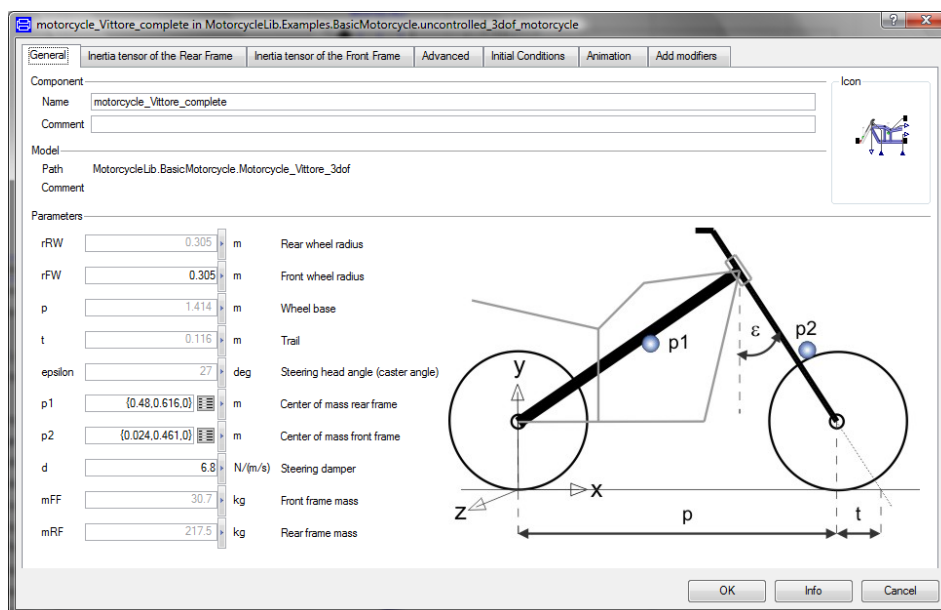 motorcycle_Vittore_complete in MotorcycleLib.Examples.BasicMotorcycle.uncontrolled_3dof_motorcycle
General Inertia tensor of the Rear Frame Inertia tensor of the Front Frame Advanced Initial Conditions Animation Add modifiers
Component
Icon
Name motorcycle_Vittore_complete
Comment
Model
Path MotorcycleLib.BasicMotorcycle.Motorcycle_Vittore_3dof
Comment
Parameters
rRW 0.305 m Rear wheel radius
rFW 0.305 m Front wheel radius
p 1.414 m Wheel base
t 0.116 m Trail
epsilon 27 deg Steering head angle (caster angle)
p1 {0.48,0.616,0} m Center of mass rear frame
p2 {0.024,0.461,0} m Center of mass front frame
d 6.8 N/(m/s) Steering damper
mFF 30.7 kg Front frame mass
mRF 217.5 kg Rear frame mass
ε p2
p1
y
x
z
p t
OK Info Cancel